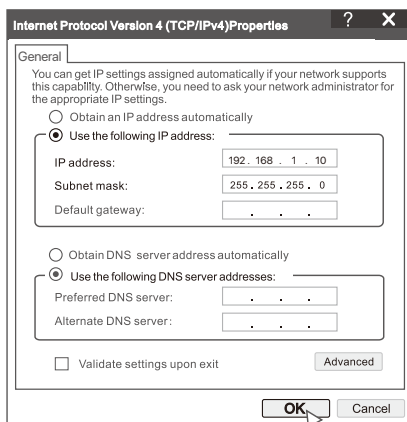 Internet Protocol Version 4 (TCP/IPv4)Properties ? X
General
You can get IP settings assigned automatically if your network supports
this capability. Otherwise, you need to ask your network administrator for
the appropriate IP settings.
Obtain an IP address automatically
Use the following IP address:
IP address: 192. 168 . 1 . 10
Subnet mask: 255. 255. 255. 0
Default gateway: . . .
Obtain DNS server address automatically
Use the following DNS server addresses:
Preferred DNS server: . . .
Alternate DNS server: . . .
Validate settings upon exit Advanced
OK Cancel